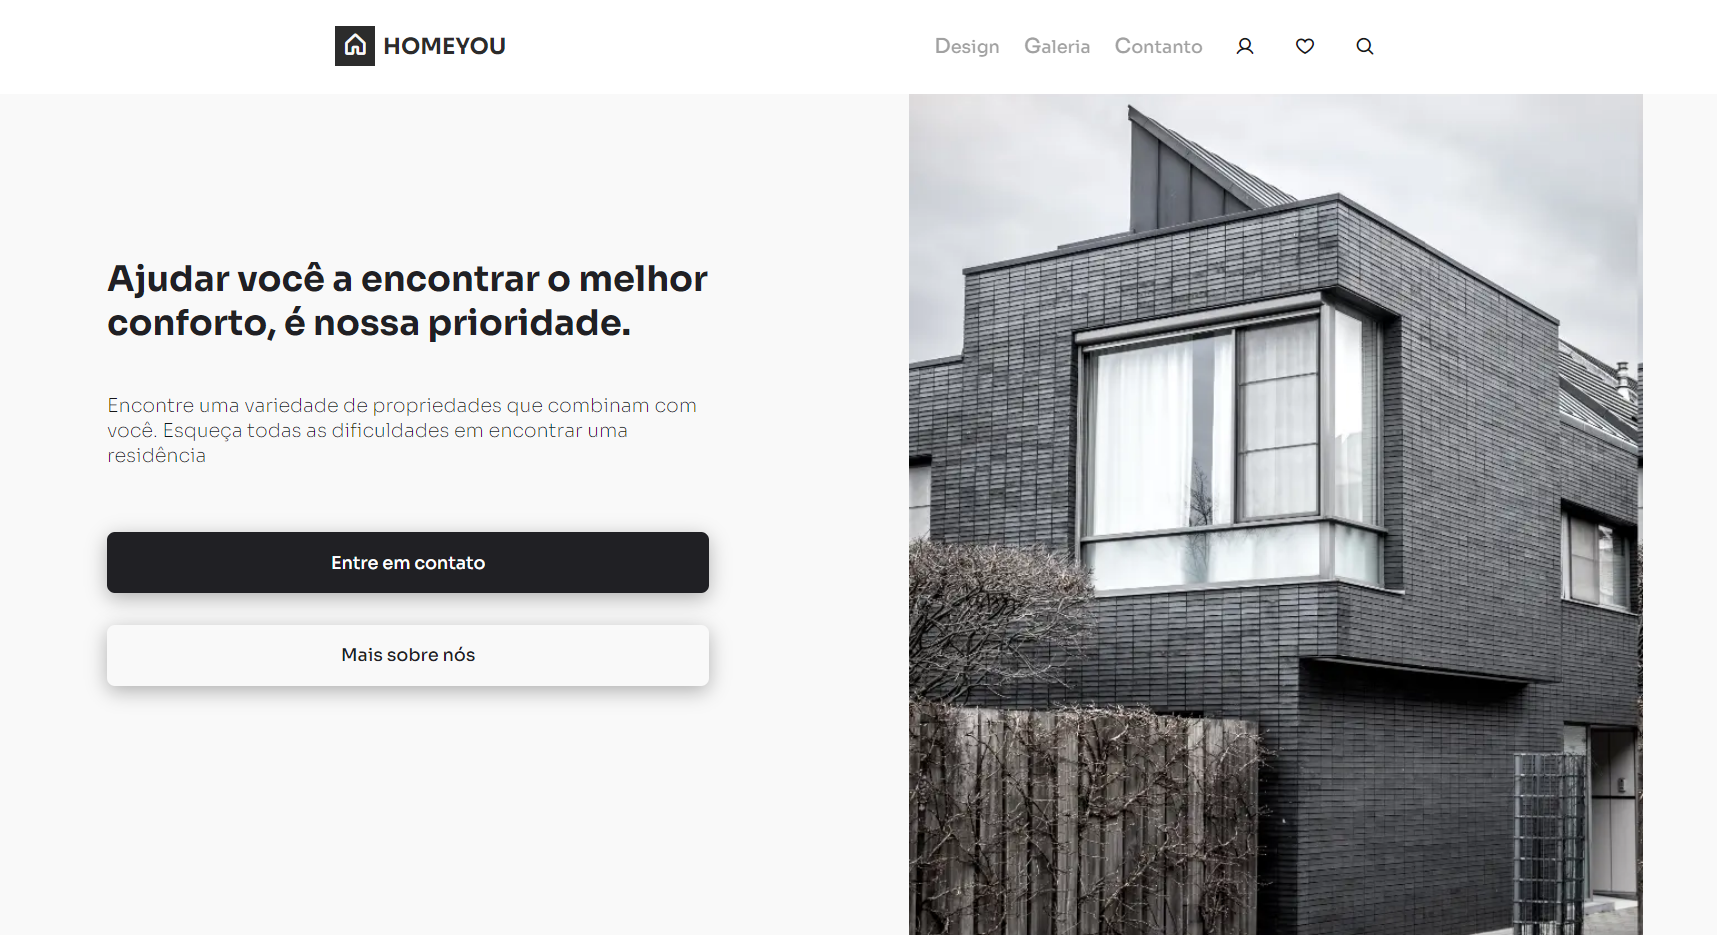 HOMEYOU
Design Galeria Contanto
Ajudar você a encontrar o melhor
conforto, é nossa prioridade.
Encontre uma variedade de propriedades que combinam com
você. Esqueça todas as dificuldades em encontrar uma
residência
Entre em contato
Mais sobre nós